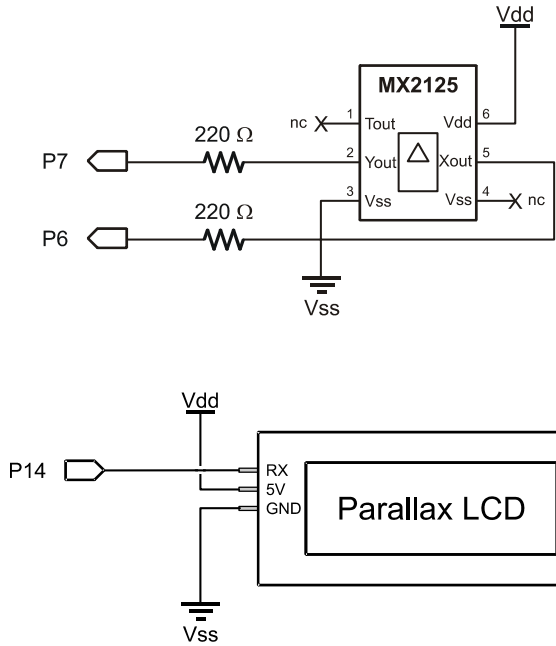 Vdd
MX2125
nc 1 Tout Vdd 6
220 Ω
P7 2 Yout Xout 5
3 Vss Vss 4 nc
220 Ω
P6
Vss
Vdd
P14 RX
5V
GND
Parallax LCD
Vss